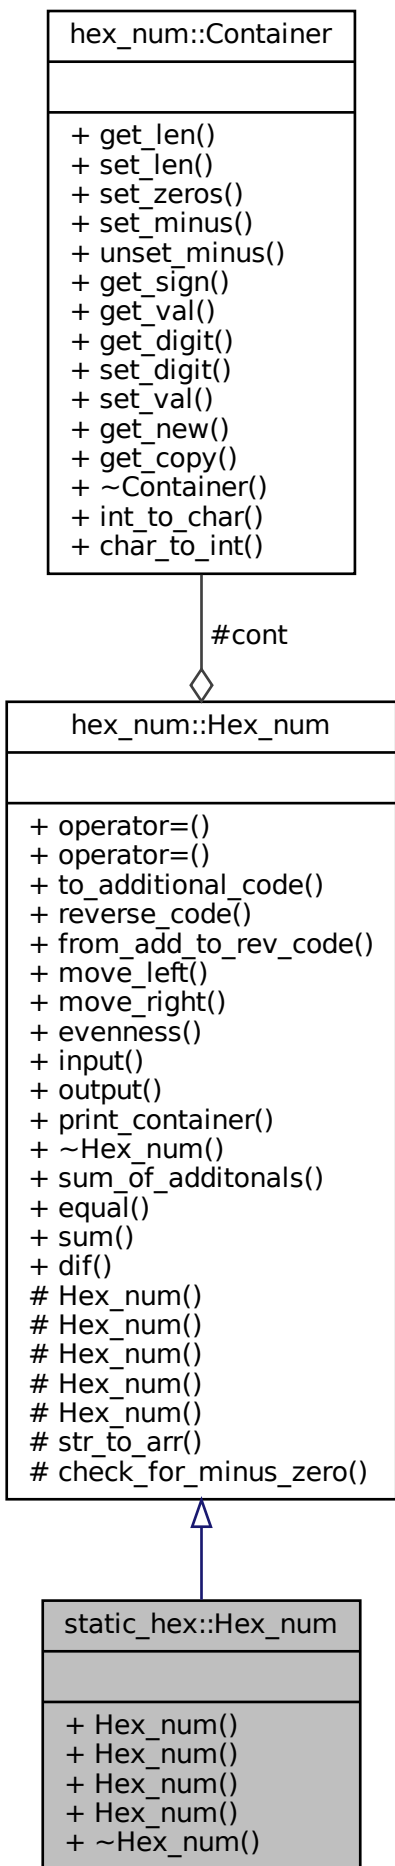 hex_num::Container
+ get_len()
+ set_len()
+ set_zeros()
+ set_minus()
+ unset_minus()
+ get_sign()
+ get_val()
+ get_digit()
+ set_digit()
+ set_val()
+ get_new()
+ get_copy()
+ ~Container()
+ int_to_char()
+ char_to_int()
#cont
hex_num::Hex_num
+ operator=()
+ operator=()
+ to_additional_code()
+ reverse_code()
+ from_add_to_rev_code()
+ move_left()
+ move_right()
+ evenness()
+ input()
+ output()
+ print_container()
+ ~Hex_num()
+ sum_of_additonals()
+ equal()
+ sum()
+ dif()
# Hex_num()
# Hex_num()
# Hex_num()
# Hex_num()
# Hex_num()
# str_to_arr()
# check_for_minus_zero()
static_hex::Hex_num
+ Hex_num()
+ Hex_num()
+ Hex_num()
+ Hex_num()
+ ~Hex_num()